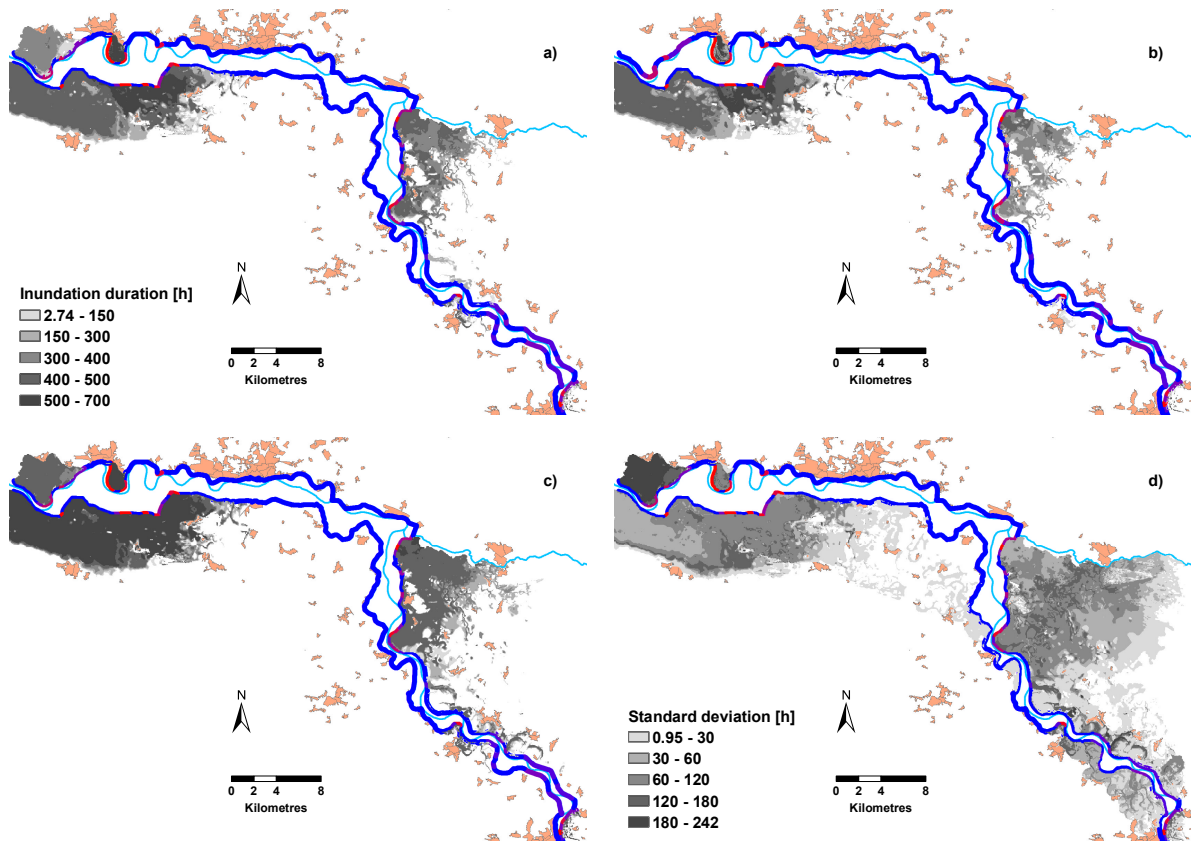 a)
N
Inundation duration [h]
2.74 - 150
150 - 300
300 - 400
400 - 500
500 - 700
0 2 4 8
Kilometres
b)
N
0 2 4 8
Kilometres
c)
N
0 2 4 8
Kilometres
d)
N
Standard deviation [h]
0.95 - 30
30 - 60
60 - 120
120 - 180
180 - 242
0 2 4 8
Kilometres